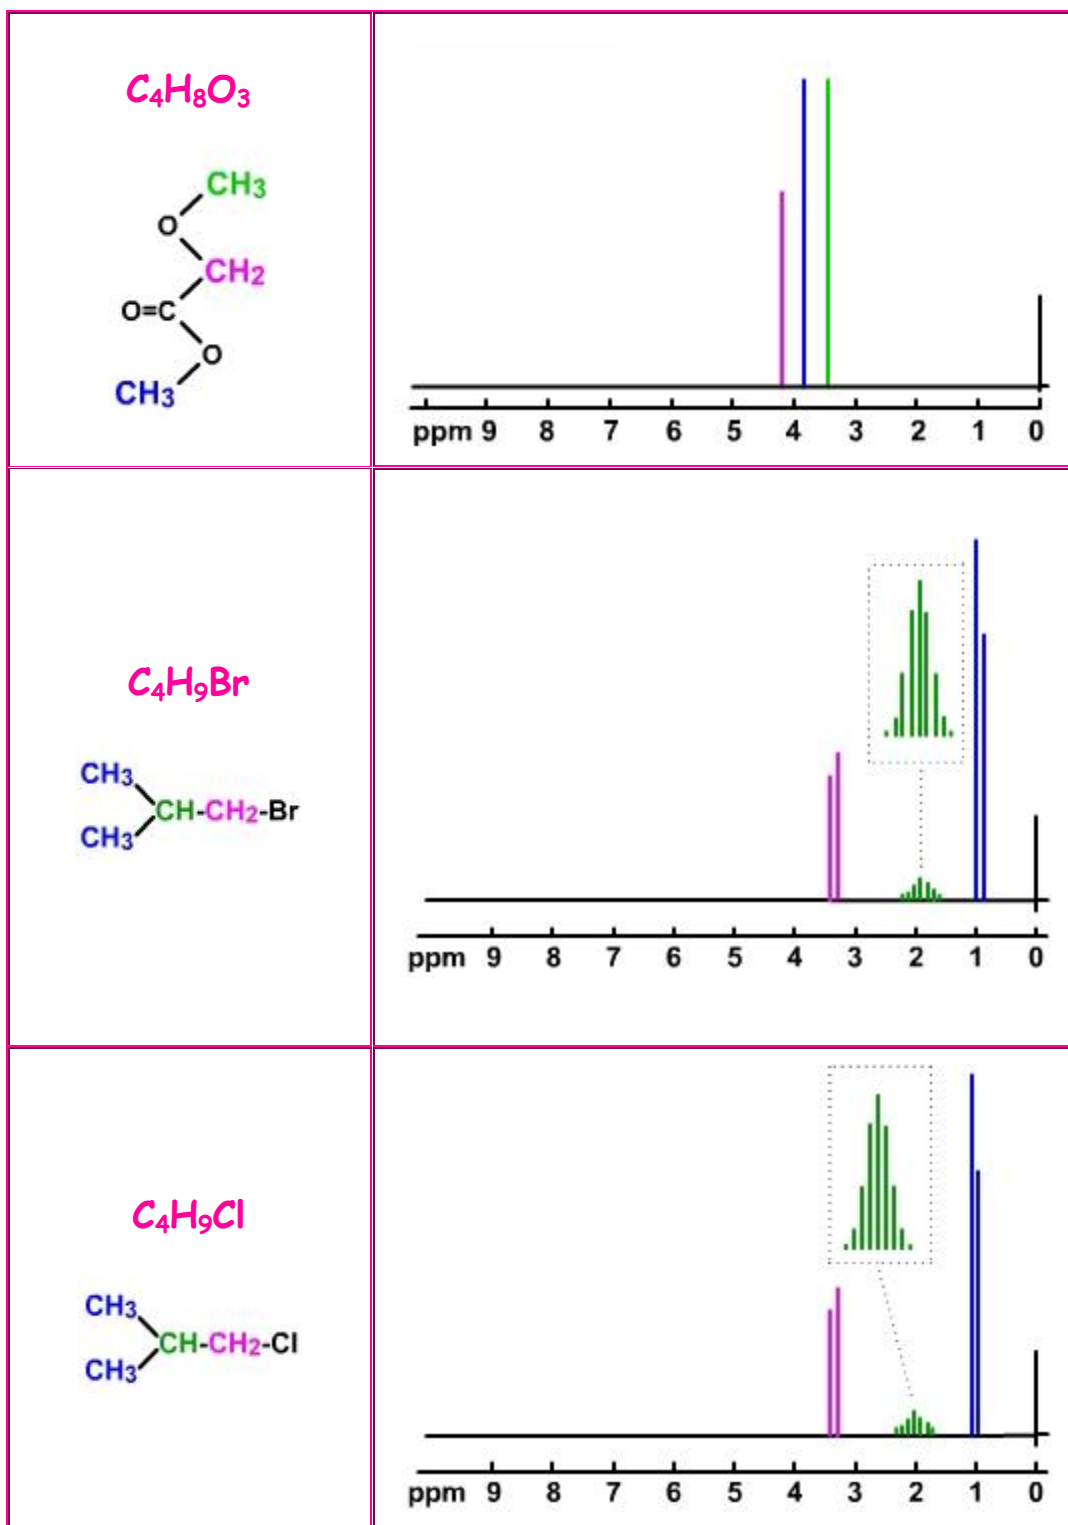 C₄H₈O₃
CH₃
O
CH₂
O=C
O
CH₃
ppm 9 8 7 6 5 4 3 2 1 0
C₄H₉Br
CH₃
CH-CH₂-Br
CH₃
ppm 9 8 7 6 5 4 3 2 1 0
C₄H₉Cl
CH₃
CH-CH₂-Cl
CH₃
ppm 9 8 7 6 5 4 3 2 1 0